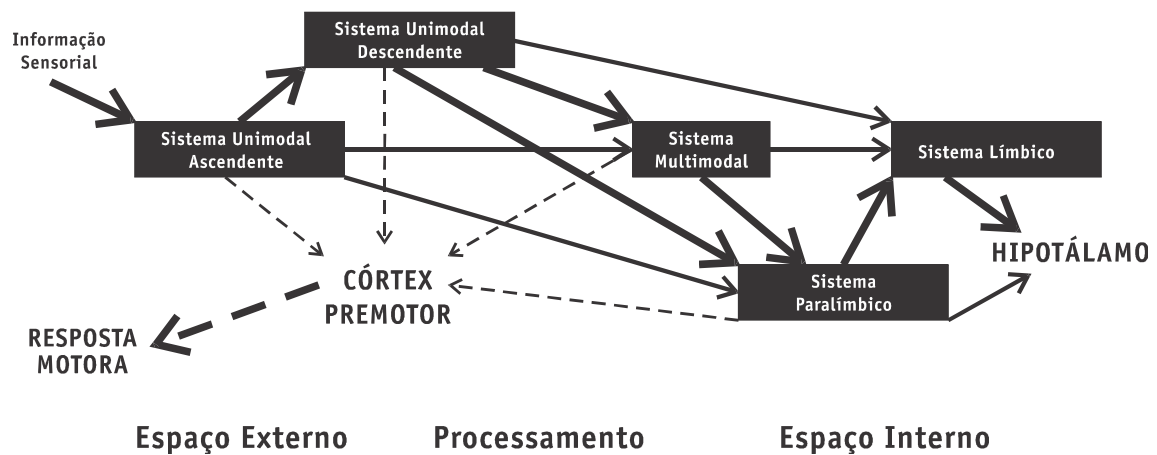 Informação
Sensorial
Sistema Unimodal
Descendente
Sistema Unimodal
Ascendente
Sistema
Multimodal
Sistema Límbico
HIPOTÁLAMO
Sistema
Paralímbico
CÓRTEX
PREMOTOR
RESPOSTA
MOTORA
Espaço Externo
Processamento
Espaço Interno